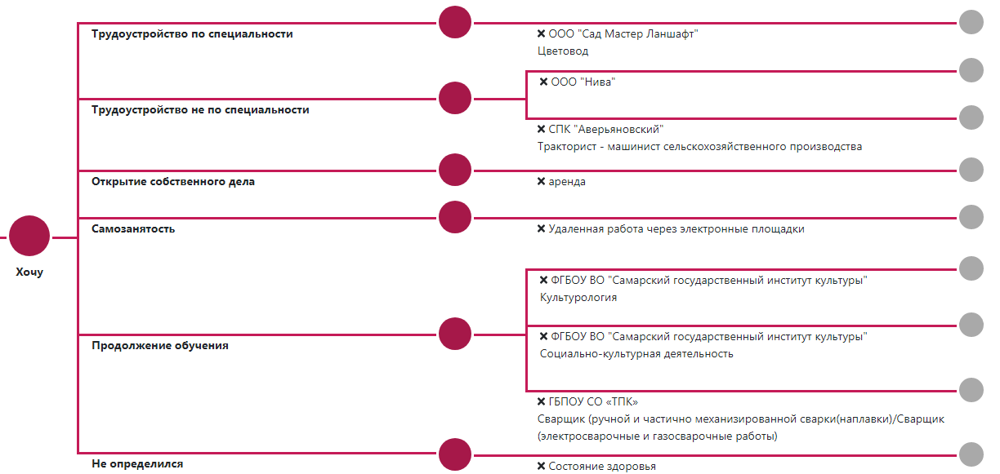 Трудоустройство по специальности
✖ ООО "Сад Мастер Ланшафт"
Цветовод
✖ ООО "Нива"
Трудоустройство не по специальности
✖ СПК "Аверьяновский"
Тракторист - машинист сельскохозяйственного производства
Открытие собственного дела
✖ аренда
Самозанятость
✖ Удаленная работа через электронные площадки
Хочу
✖ ФГБОУ ВО "Самарский государственный институт культуры"
Культурология
✖ ФГБОУ ВО "Самарский государственный институт культуры"
Продолжение обучения
Социально-культурная деятельность
✖ ГБПОУ СО «ТПК»
Сварщик (ручной и частично механизированной сварки(наплавки)/Сварщик
(электросварочные и газосварочные работы)
Не определился
✖ Состояние здоровья